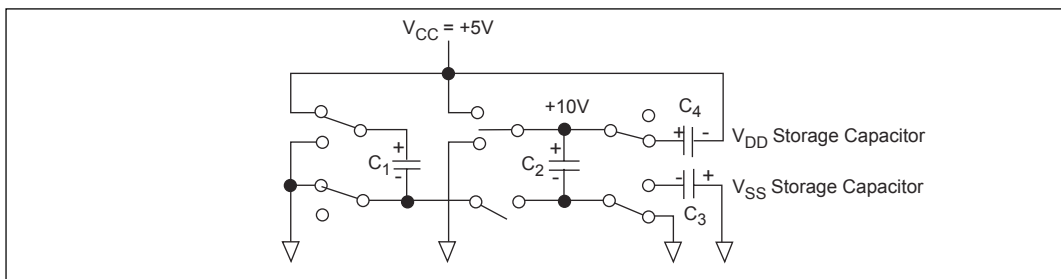 V_CC = +5V
+10V
C_4
+ -
V_DD Storage Capacitor
+
C_1
-
+
C_2
-
- +
V_SS Storage Capacitor
C_3